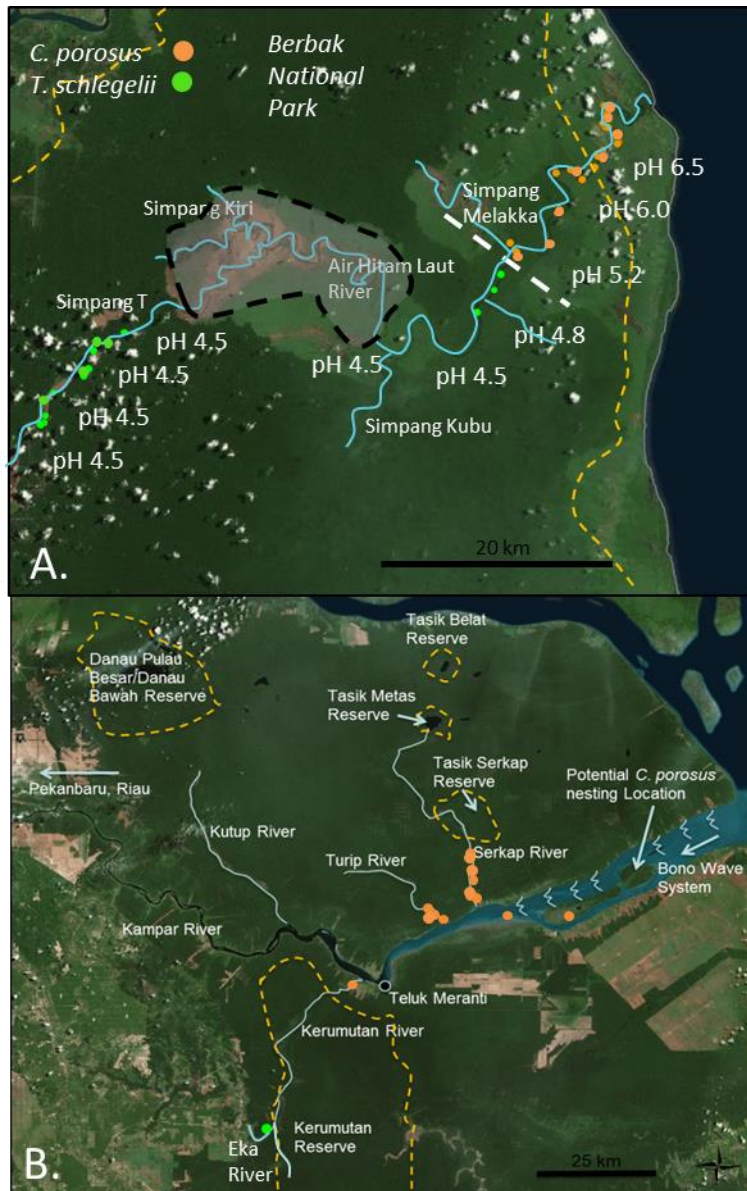 C. porosus
T. schlegelii
Berbak
National
Park
pH 6.5
Simpang
Melakka
pH 6.0
Simpang Kiri
Air Hitam Laut
River
pH 5.2
Simpang T
pH 4.8
pH 4.5
pH 4.5
pH 4.5
pH 4.5
pH 4.5
pH 4.5
Simpang Kubu
20 km
A.
Tasik Belat
Reserve
Danau Pulau
Besar/Danau
Bawah Reserve
Tasik Metas
Reserve
Tasik Serkap
Reserve
Potential C. porosus
nesting Location
Pekanbaru, Riau
Kutup River
Turip River
Serkap River
Bono Wave
System
Kampar River
Teluk Meranti
Kerumutan River
Kerumutan
Reserve
Eka
River
25 km
B.